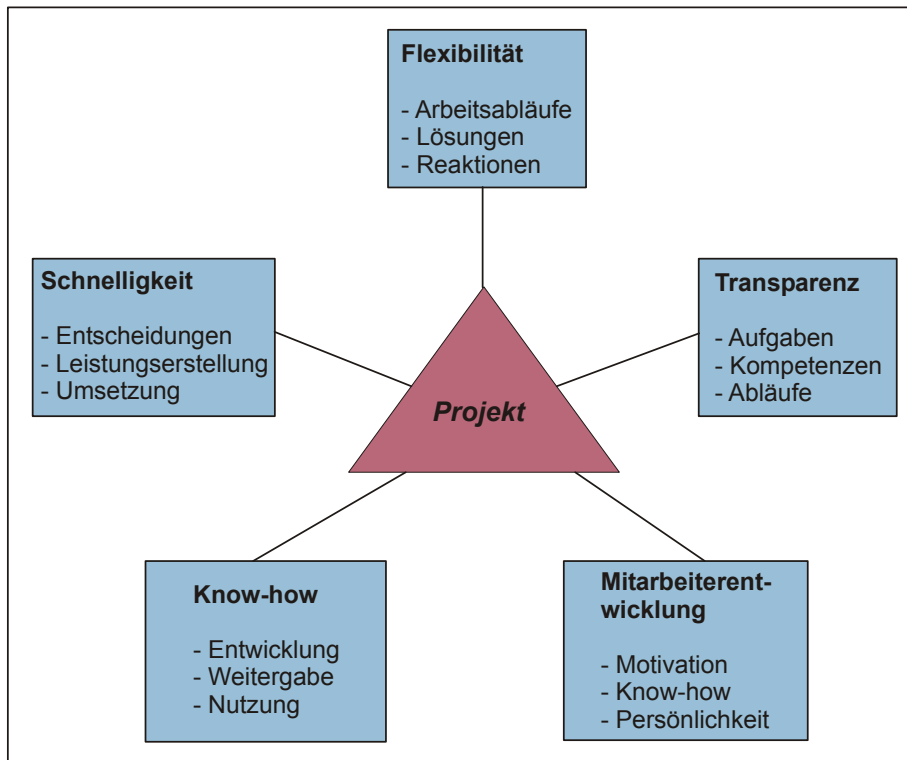 Flexibilität
- Arbeitsabläufe
- Lösungen
- Reaktionen
Schnelligkeit
- Entscheidungen
- Leistungserstellung
- Umsetzung
Transparenz
- Aufgaben
- Kompetenzen
- Abläufe
Projekt
Know-how
- Entwicklung
- Weitergabe
- Nutzung
Mitarbeiterent-
wicklung
- Motivation
- Know-how
- Persönlichkeit